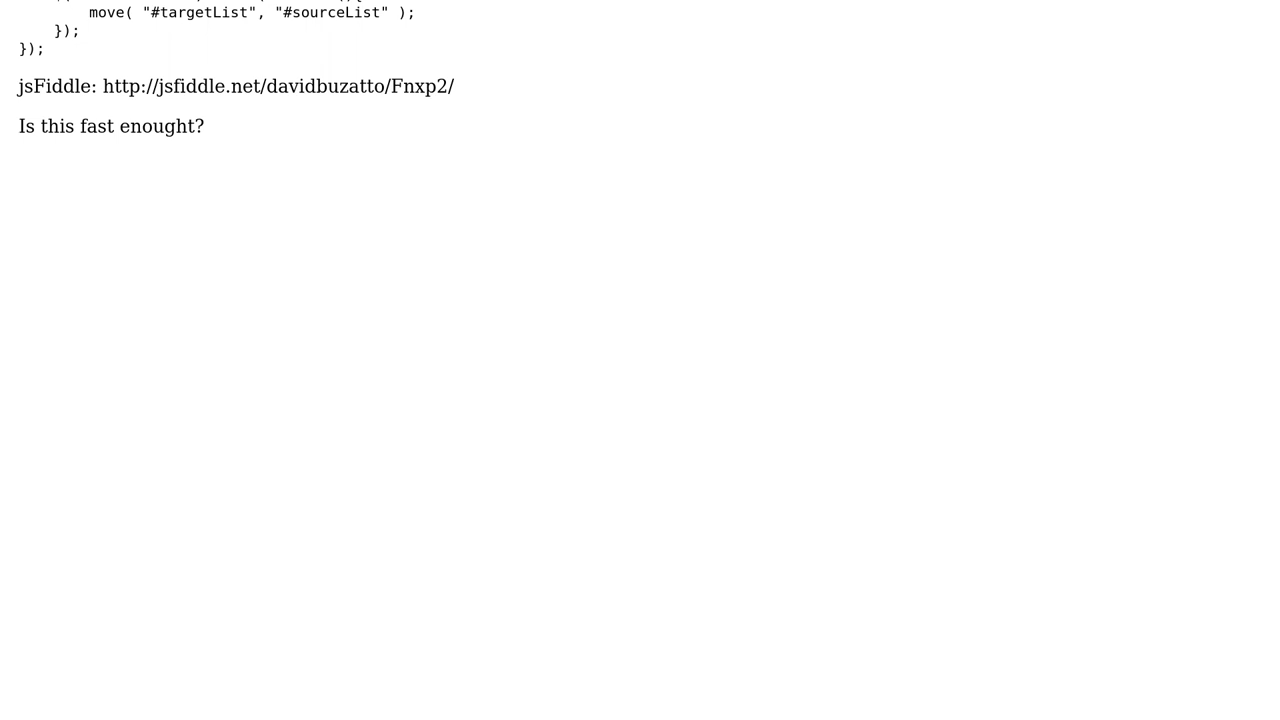 move( "#targetList", "#sourceList" );
});
});
jsFiddle: http://jsfiddle.net/davidbuzatto/Fnxp2/
Is this fast enought?